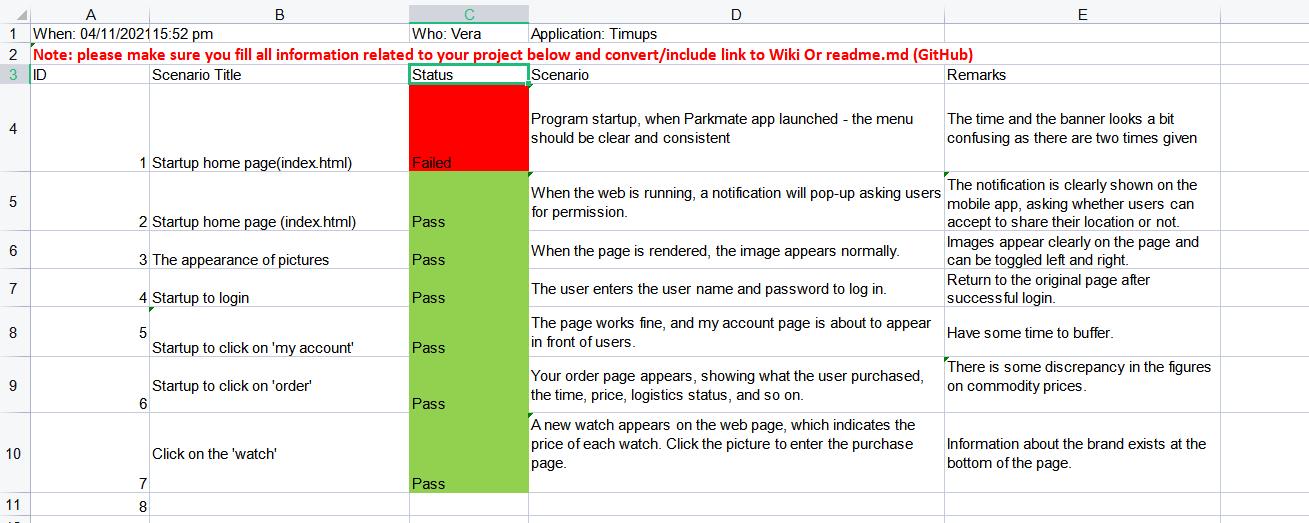 A B C D E
1 When: 04/11/202115:52 pm Who: Vera Application: Timups
2 Note: please make sure you fill all information related to your project below and convert/include link to Wiki Or readme.md (GitHub)
3 ID Scenario Title Status Scenario Remarks
4
1 Startup home page(index.html) Failed
Program startup, when Parkmate app launched - the menu
should be clear and consistent
The time and the banner looks a bit
confusing as there are two times given
5
2 Startup home page (index.html) Pass
When the web is running, a notification will pop-up asking users
for permission.
The notification is clearly shown on the
mobile app, asking whether users can
accept to share their location or not.
6
3 The appearance of pictures Pass
When the page is rendered, the image appears normally.
Images appear clearly on the page and
can be toggled left and right.
7
4 Startup to login Pass
The user enters the user name and password to log in.
Return to the original page after
successful login.
8
5
Startup to click on 'my account' Pass
The page works fine, and my account page is about to appear
in front of users.
Have some time to buffer.
9
Startup to click on 'order'
6 Pass
Your order page appears, showing what the user purchased,
the time, price, logistics status, and so on.
There is some discrepancy in the figures
on commodity prices.
10
Click on the 'watch'
7 Pass
A new watch appears on the web page, which indicates the
price of each watch. Click the picture to enter the purchase
page.
Information about the brand exists at the
bottom of the page.
11 8